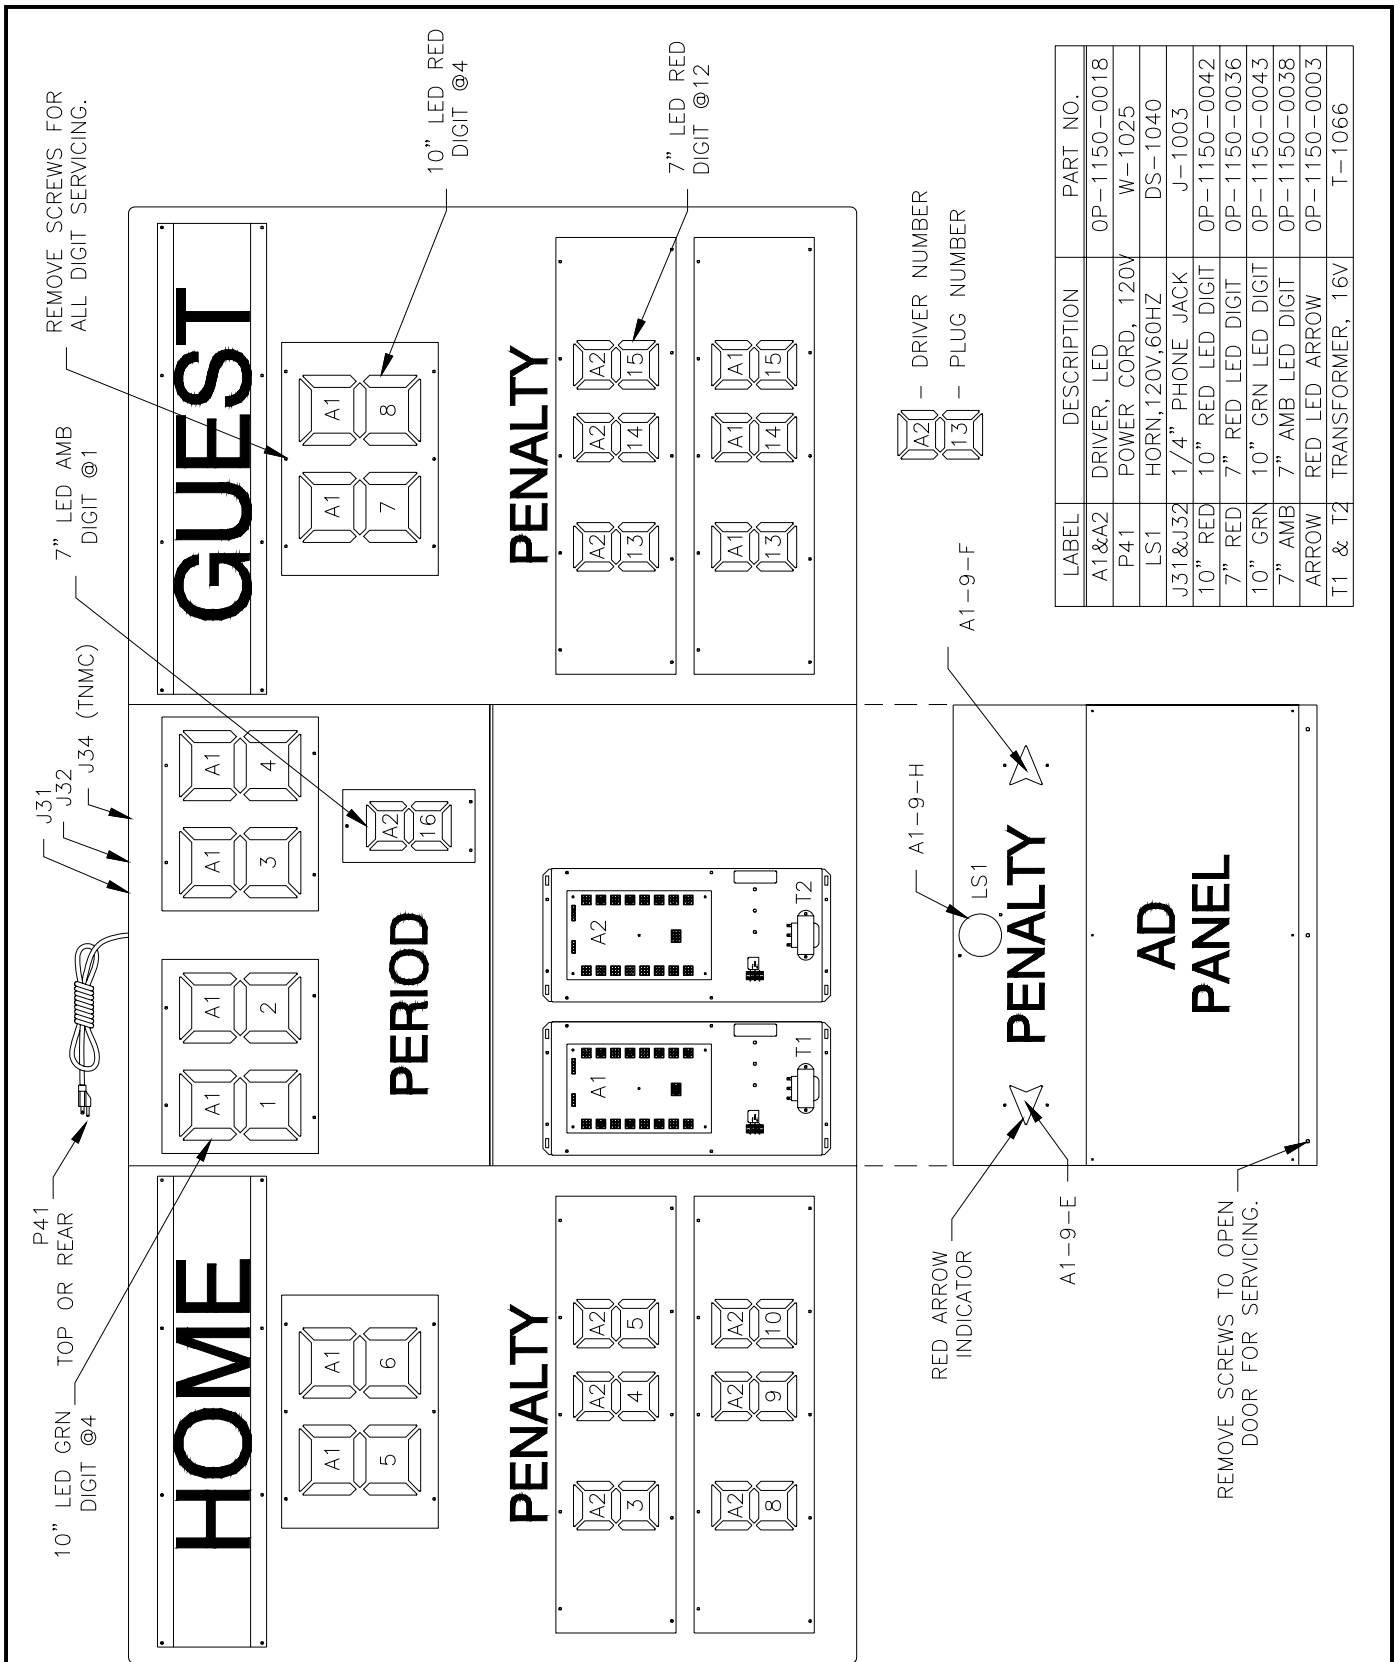 P41
TOP OR REAR
J31
J32
J34 (TNMC)
10" LED GRN
DIGIT @4
7" LED AMB
DIGIT @1
REMOVE SCREWS FOR
ALL DIGIT SERVICING.
HOME
A1
1
A1
2
A1
3
A1
4
GUEST
10" LED RED
DIGIT @4
A1
5
A1
6
PERIOD
A2
16
A1
7
A1
8
PENALTY
PENALTY
7" LED RED
DIGIT @12
A2
3
A2
4
A2
5
A1
T1
A2
T2
A2
13
A2
14
A2
15
A2
8
A2
9
A2
10
A1
13
A1
14
A1
15
RED ARROW
INDICATOR
A1-9-E
A1-9-H
LS1
PENALTY
A1-9-F
A2 - DRIVER NUMBER
13 - PLUG NUMBER
AD
PANEL
REMOVE SCREWS TO OPEN
DOOR FOR SERVICING.
LABEL DESCRIPTION PART NO.
A1&A2 DRIVER, LED 0P-1150-0018
P41 POWER CORD, 120V W-1025
LS1 HORN,120V,60HZ DS-1040
J31&J32 1/4" PHONE JACK J-1003
10" RED 10" RED LED DIGIT 0P-1150-0042
7" RED 7" RED LED DIGIT 0P-1150-0036
10" GRN 10" GRN LED DIGIT 0P-1150-0043
7" AMB 7" AMB LED DIGIT 0P-1150-0038
ARROW RED LED ARROW 0P-1150-0003
T1 & T2 TRANSFORMER, 16V T-1066